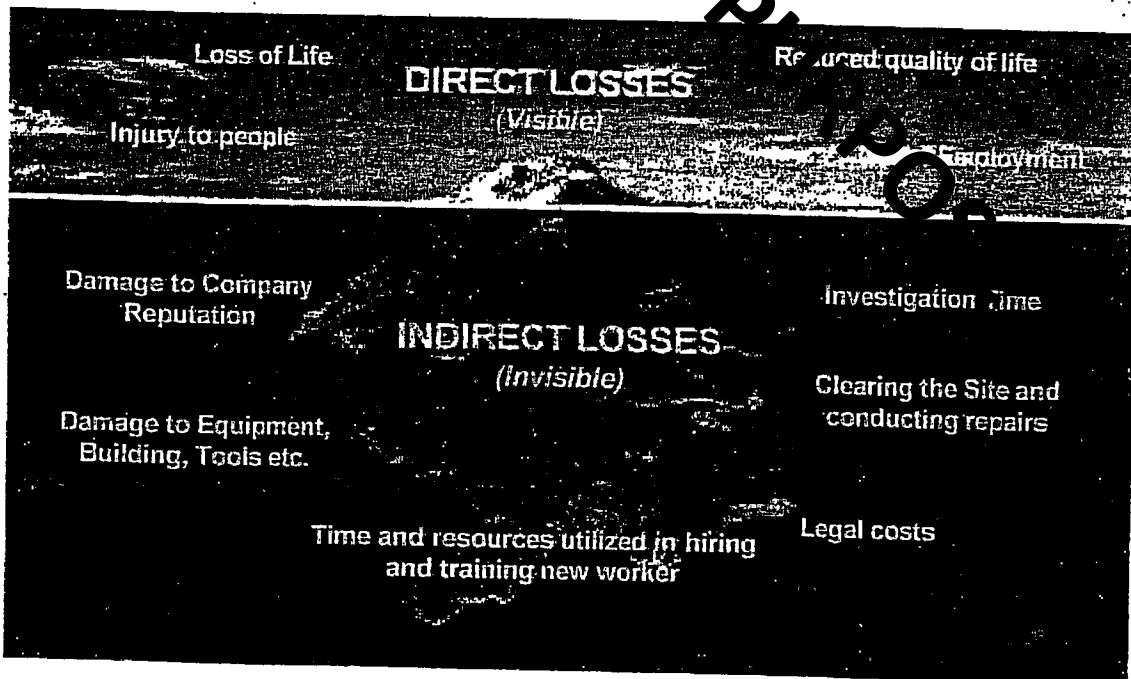 Loss of Life
DIRECT LOSSES
(Visible)
quality of life
Injury to people
Employment
Damage to Company
Reputation
INDIRECT LOSSES
(Invisible)
Investigation
Clearing the Site and
conducting repairs
Damage to Equipment,
Building, Tools etc.
Time and resources utilized in hiring
and training new worker
Legal costs